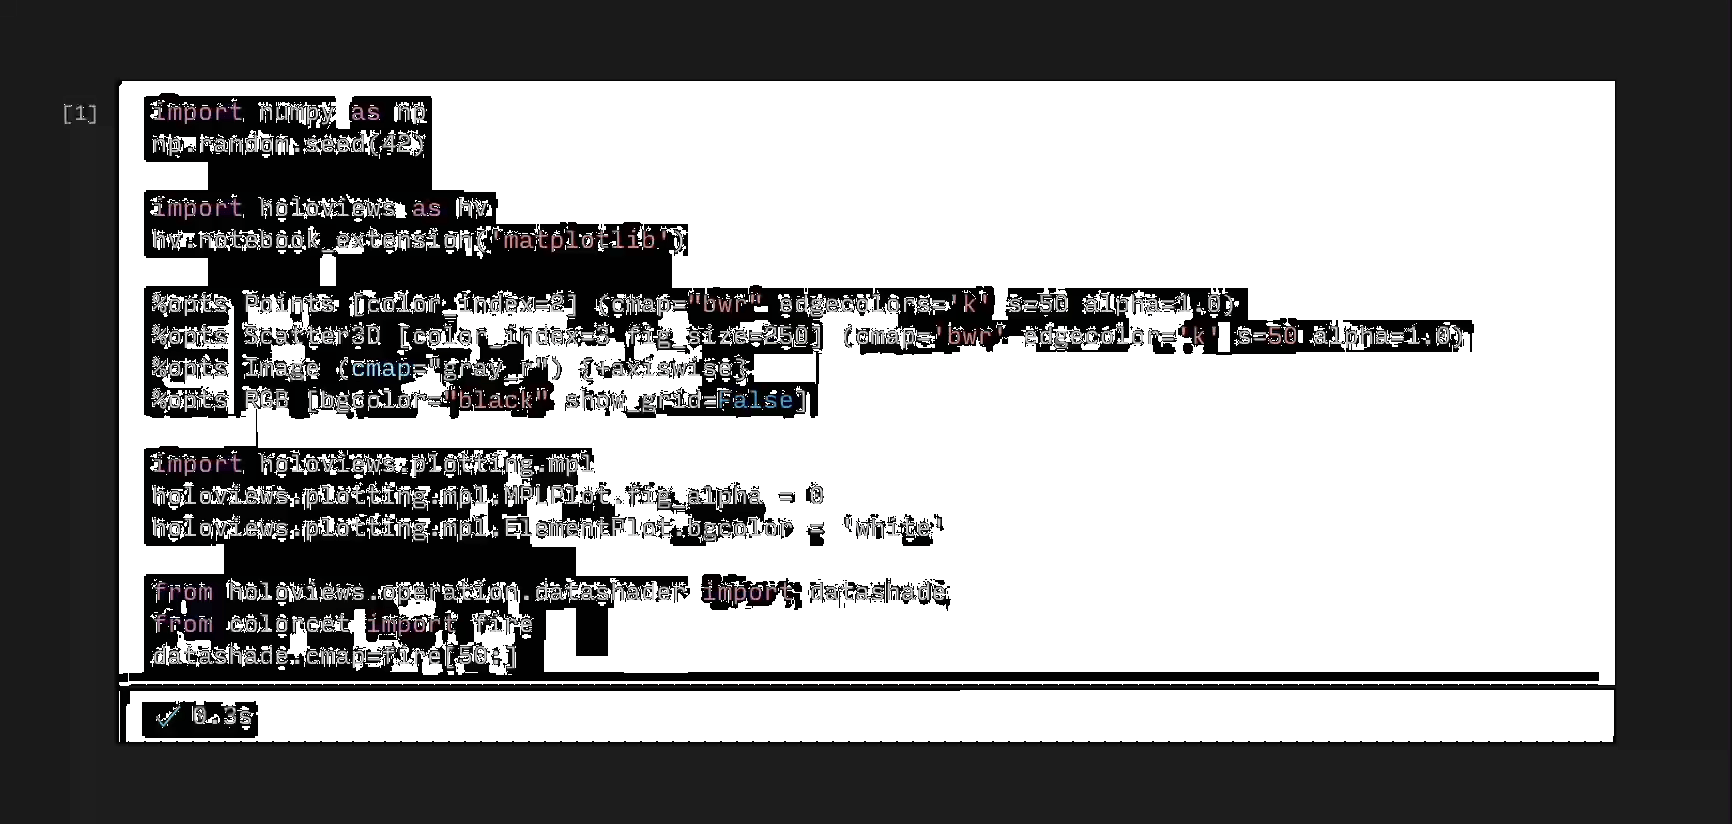 [1]
import numpy as np
np.random.seed(42)
import holoviews as hv
hv.notebook_extension('matplotlib')
%opts Points [color_index=2] (cmap="bwr" edgecolors='k' s=50 alpha=1.0)
%opts Scatter3D [color_index=3 fig_size=250] (cmap='bwr' edgecolor='k' s=50 alpha=1.0)
%opts Image (cmap="gray_r") {+axiswise}
%opts RGB [bgcolor="black" show_grid=False]
import holoviews.plotting.mpl
holoviews.plotting.mpl.MPLPlot.fig_alpha = 0
holoviews.plotting.mpl.ElementPlot.bgcolor = 'white'
from holoviews.operation.datashader import datashade
from colorcet import fire
datashade.cmap=fire[50:]
✓ 0.3s